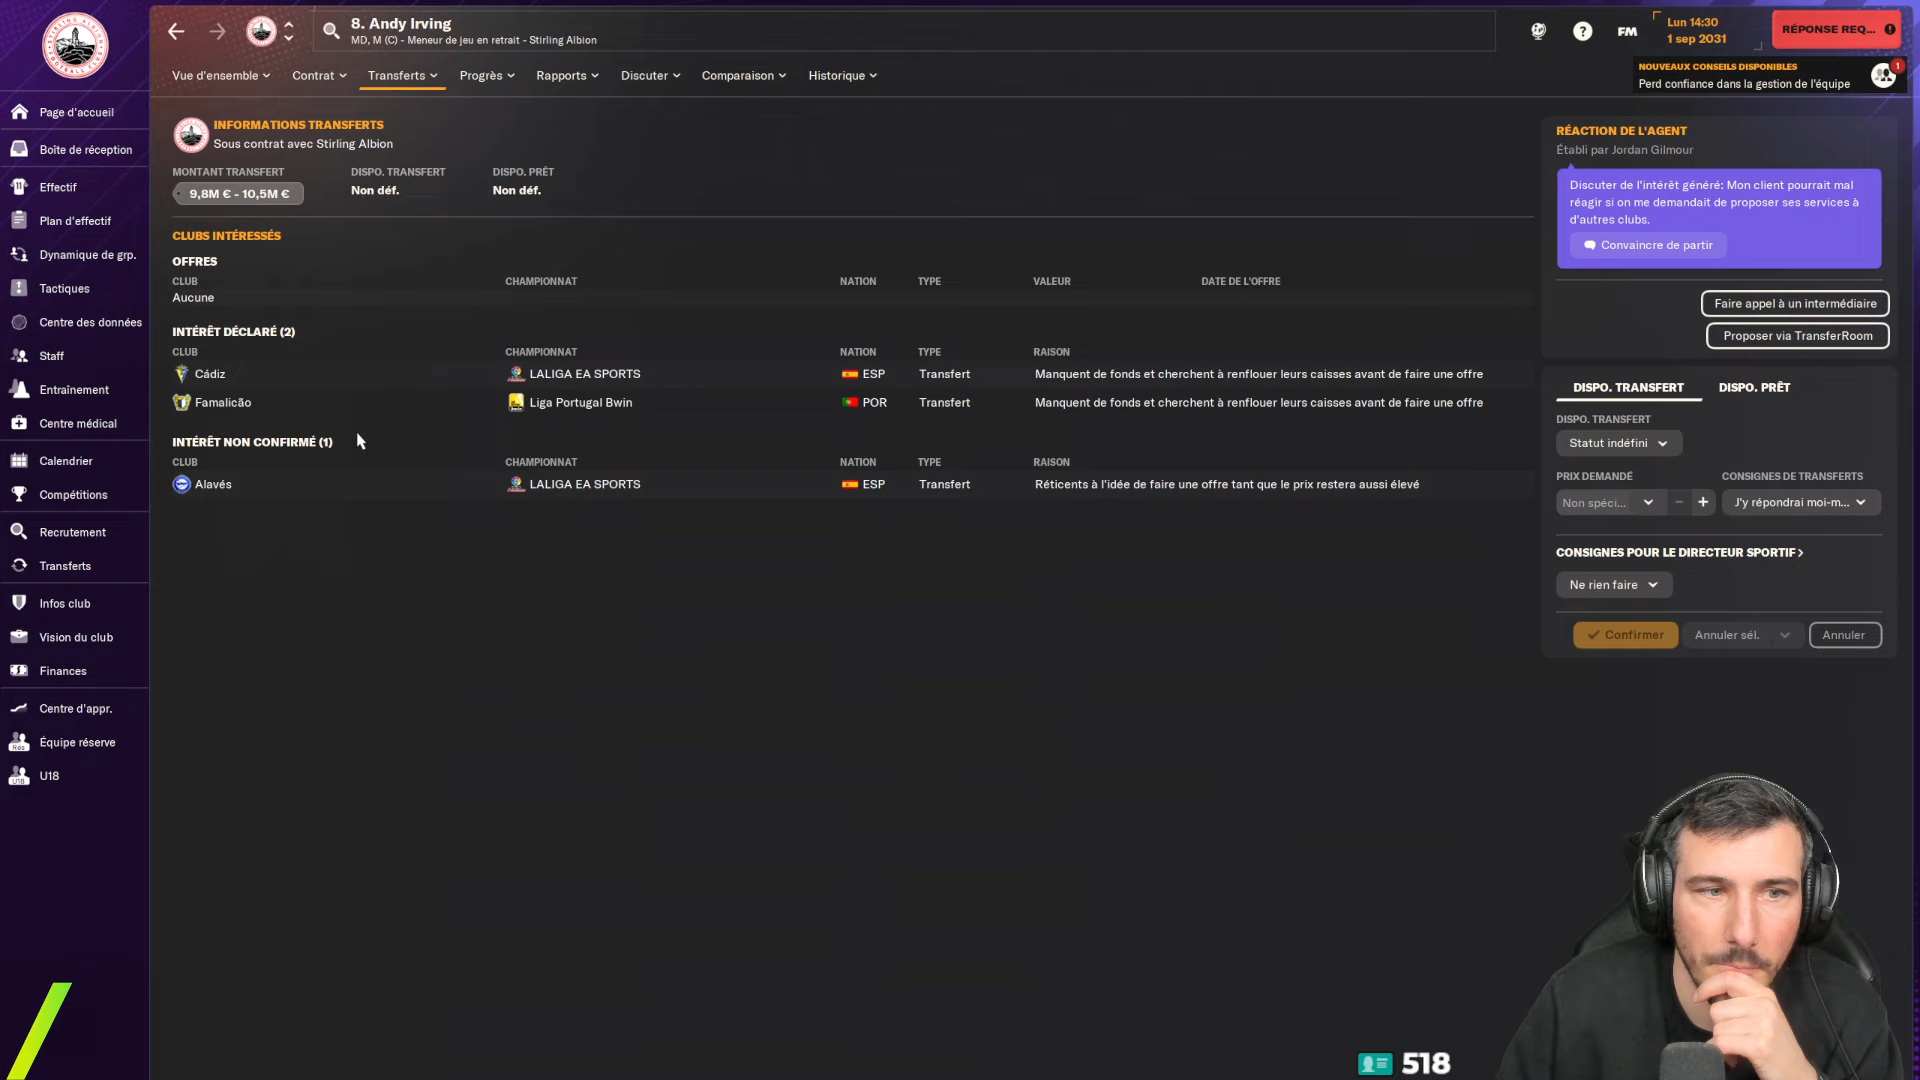 8. Andy Irving
MD, M (C) - Meneur de jeu en retrait - Stirling Albion
FM
Lun 14:30
1 sep 2031
RÉPONSE REQ...
NOUVEAUX CONSEILS DISPONIBLES
Perd confiance dans la gestion de l'équipe
1
Vue d'ensemble
Contrat
Transferts
Progrès
Rapports
Discuter
Comparaison
Historique
Page d'accueil
Boîte de réception
Effectif
Plan d'effectif
Dynamique de grp.
Tactiques
Centre des données
Staff
Entraînement
Centre médical
Calendrier
Compétitions
Recrutement
Transferts
Infos club
Vision du club
Finances
Centre d'appr.
Équipe réserve
U18
INFORMATIONS TRANSFERTS
Sous contrat avec Stirling Albion
MONTANT TRANSFERT
DISPO. TRANSFERT
DISPO. PRÊT
9,8M € - 10,5M €
Non déf.
Non déf.
CLUBS INTÉRESSÉS
OFFRES
CLUB
CHAMPIONNAT
NATION
TYPE
VALEUR
DATE DE L'OFFRE
Aucune
INTÉRÊT DÉCLARÉ (2)
CLUB
CHAMPIONNAT
NATION
TYPE
RAISON
Cádiz
LALIGA EA SPORTS
ESP
Transfert
Manquent de fonds et cherchent à renflouer leurs caisses avant de faire une offre
Famalicão
Liga Portugal Bwin
POR
Transfert
Manquent de fonds et cherchent à renflouer leurs caisses avant de faire une offre
INTÉRÊT NON CONFIRMÉ (1)
CLUB
CHAMPIONNAT
NATION
TYPE
RAISON
Alavés
LALIGA EA SPORTS
ESP
Transfert
Réticents à l'idée de faire une offre tant que le prix restera aussi élevé
RÉACTION DE L'AGENT
Établi par Jordan Gilmour
Discuter de l'intérêt généré: Mon client pourrait mal
réagir si on me demandait de proposer ses services à
d'autres clubs.
Convaincre de partir
Faire appel à un intermédiaire
Proposer via TransferRoom
DISPO. TRANSFERT
DISPO. PRÊT
DISPO. TRANSFERT
Statut indéfini
PRIX DEMANDÉ
CONSIGNES DE TRANSFERTS
Non spéci...
J'y répondrai moi-m...
CONSIGNES POUR LE DIRECTEUR SPORTIF
Ne rien faire
Confirmer
Annuler sél.
Annuler
518